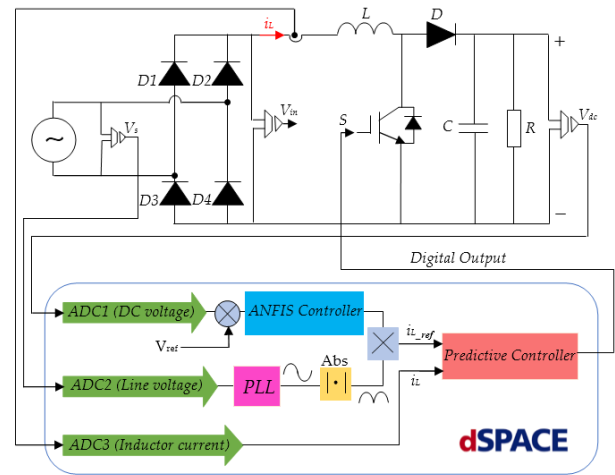 iL
L
D
D1
D2
Vs
Vin
S
C
R
+
Vdc
~
D3
D4
−
Digital Output
ADC1 (DC voltage)
ANFIS Controller
Vref
iL_ref
Predictive Controller
ADC2 (Line voltage)
PLL
Abs
|•|
iL
ADC3 (Inductor current)
dSPACE